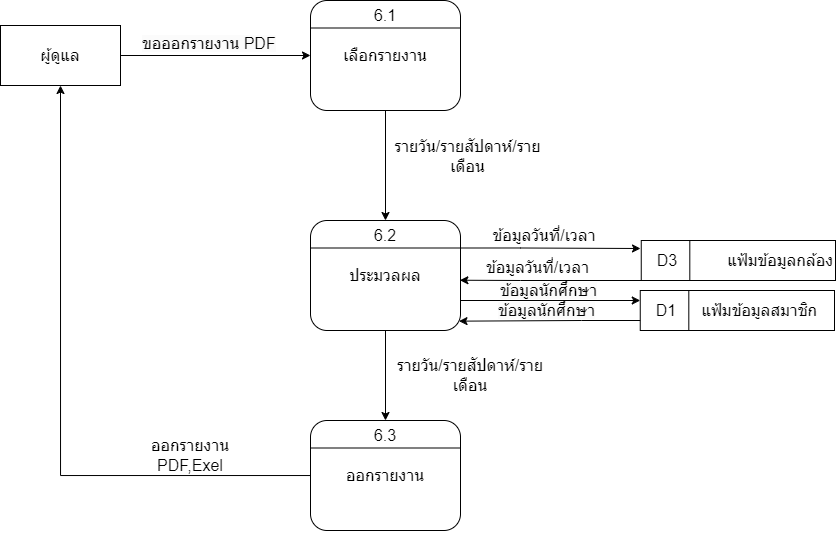 6.1
ผู้ดูแล
ขอออกรายงาน PDF
เลือกรายงาน
รายวัน/รายสัปดาห์/ราย
เดือน
6.2
ประมวลผล
ข้อมูลวันที่/เวลา
D3
แฟ้มข้อมูลกล้อง
ข้อมูลวันที่/เวลา
ข้อมูลนักศึกษา
D1
แฟ้มข้อมูลสมาชิก
ข้อมูลนักศึกษา
รายวัน/รายสัปดาห์/ราย
เดือน
6.3
ออกรายงาน
ออกรายงาน
PDF,Exel